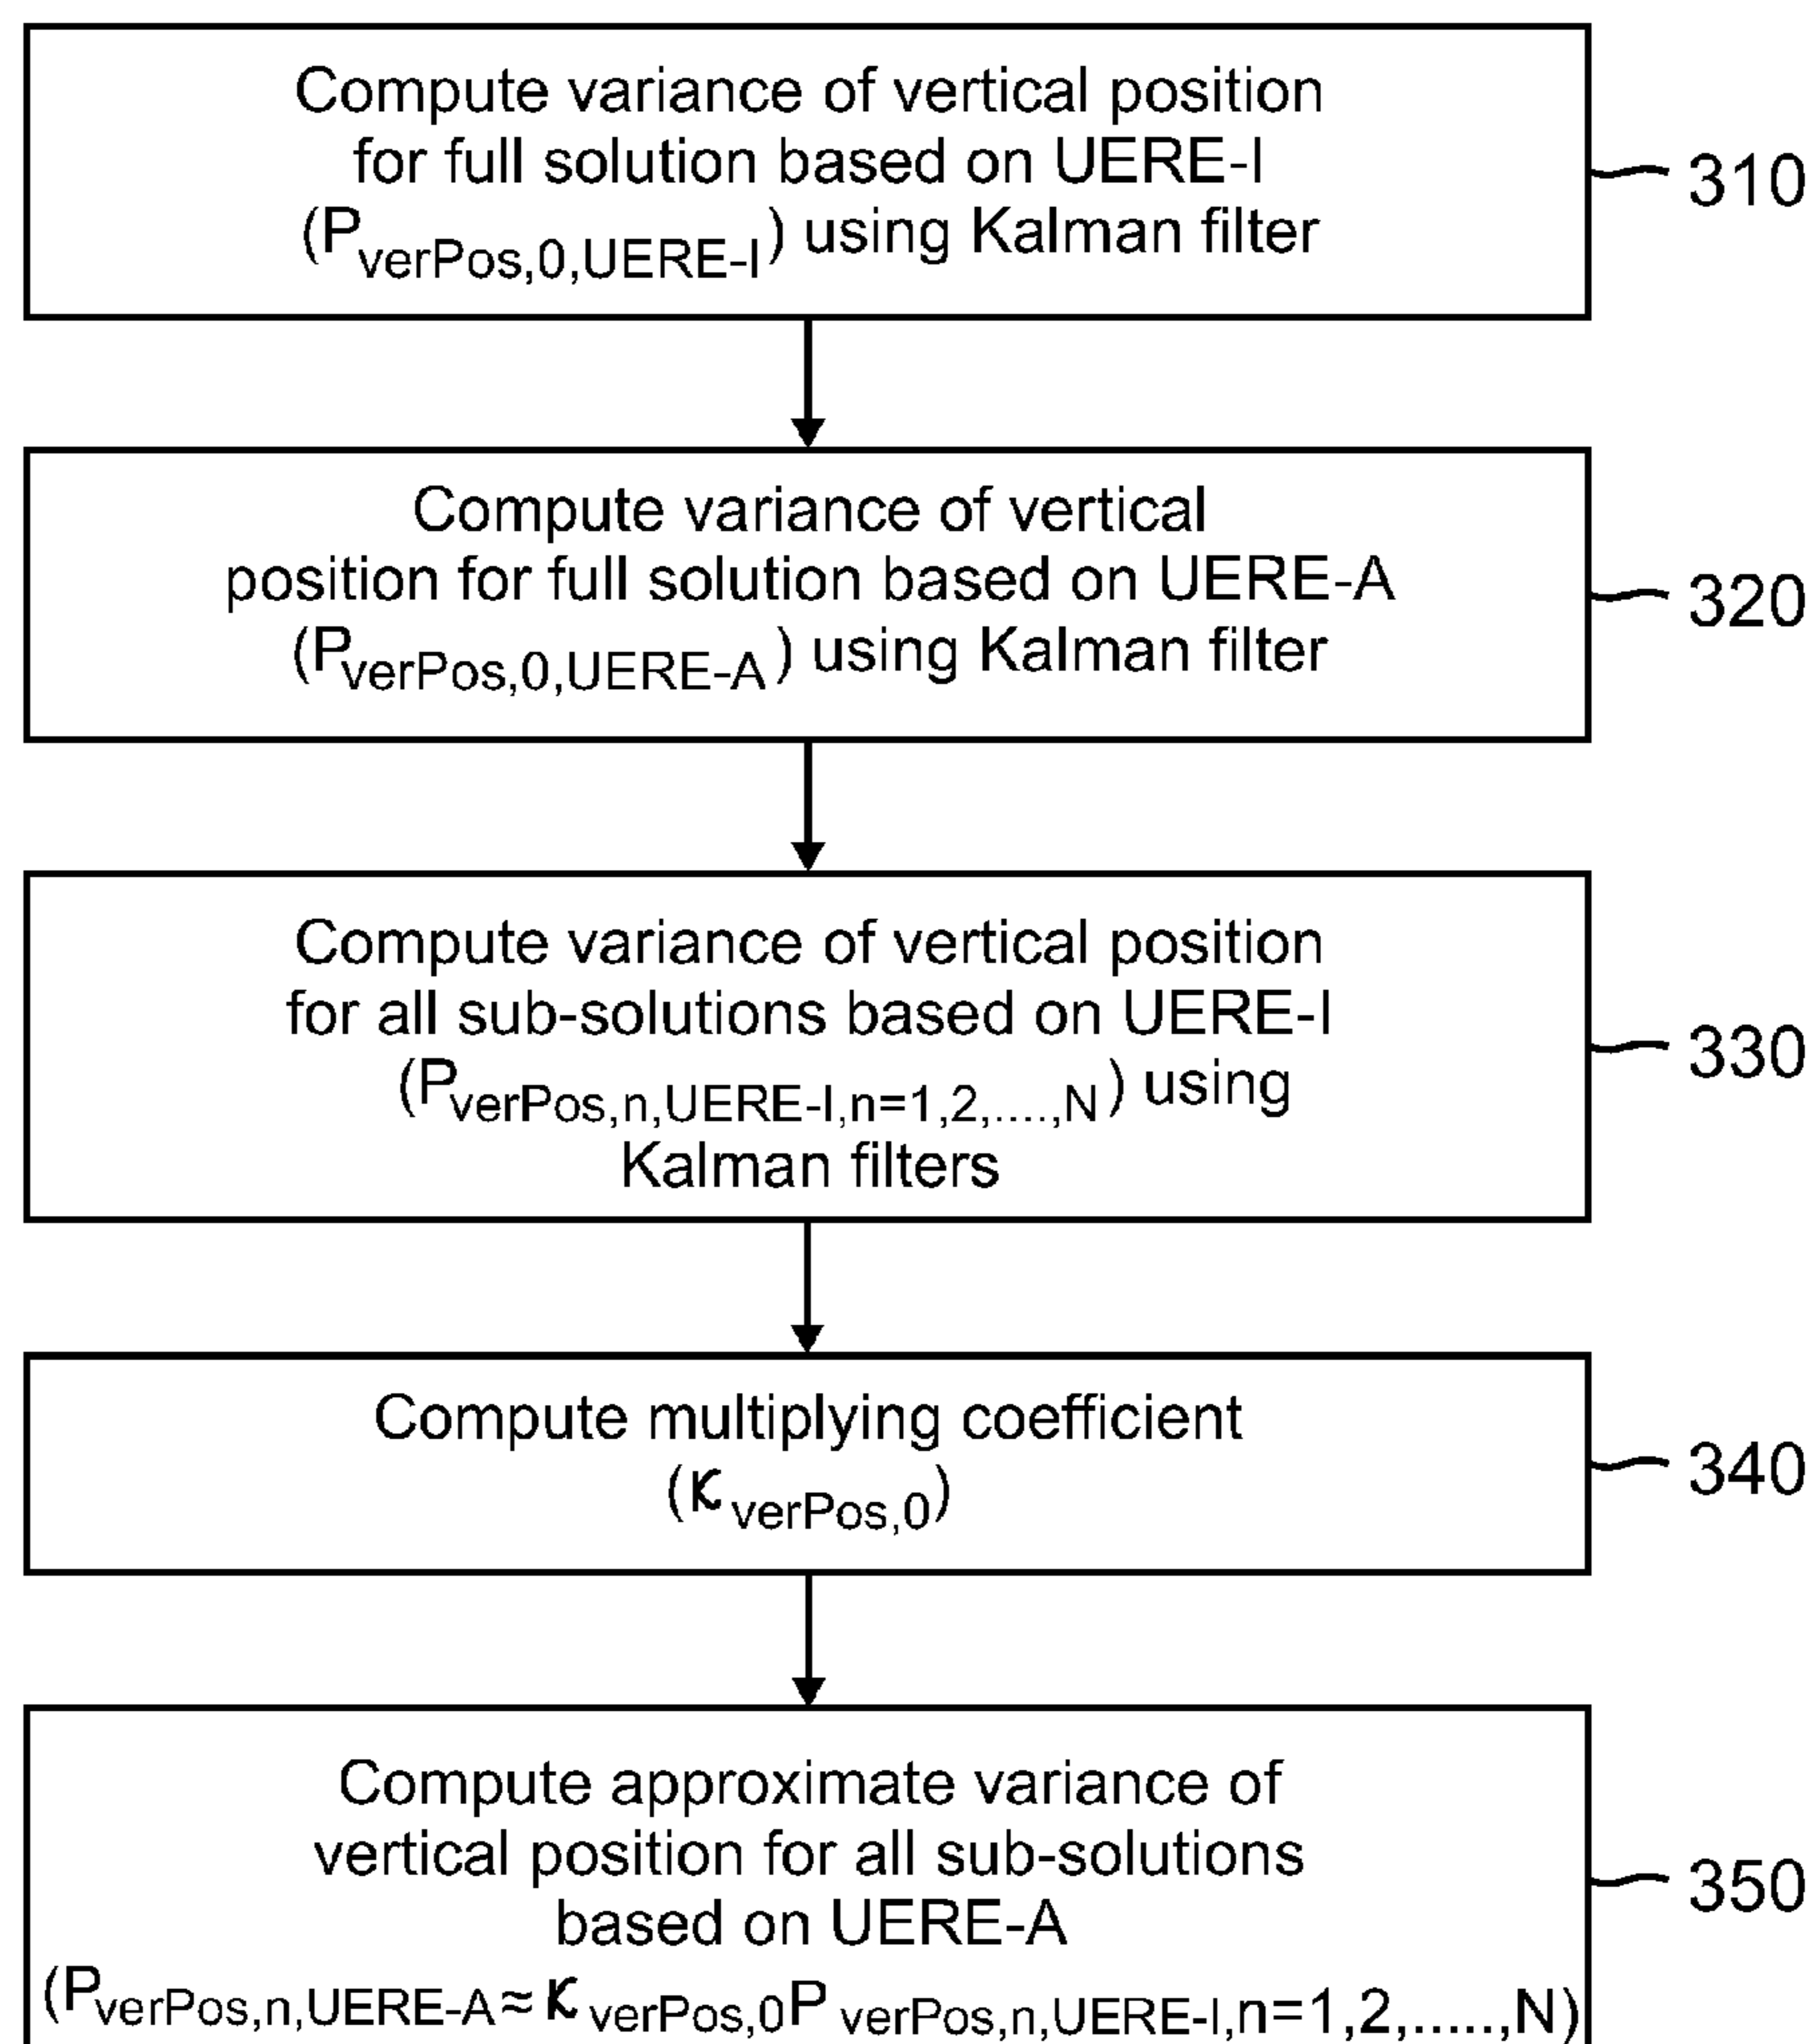 Compute variance of vertical position
for full solution based on UERE-I
(PverPos,0,UERE-I) using Kalman filter
310
Compute variance of vertical
position for full solution based on UERE-A
(PverPos,0,UERE-A) using Kalman filter
320
Compute variance of vertical position
for all sub-solutions based on UERE-I
(PverPos,n,UERE-I,n=1,2,....,N) using
Kalman filters
330
Compute multiplying coefficient
(κverPos,0)
340
Compute approximate variance of
vertical position for all sub-solutions
based on UERE-A
(PverPos,n,UERE-A≈κverPos,0PverPos,n,UERE-I,n=1,2,.....,N)
350